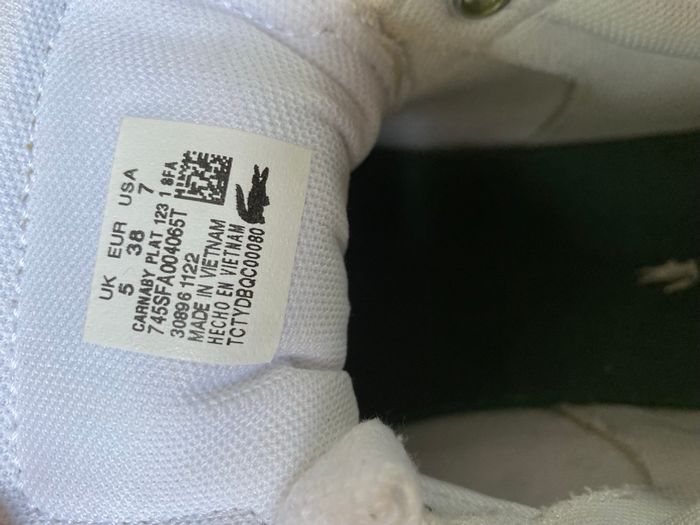 UK EUR USA
5 38 7
CARNABY PLAT 123 1 SFA
745SFA004065T
30896 1122
MADE IN VIETNAM
HECHO EN VIETNAM
TCTYDBQC00080